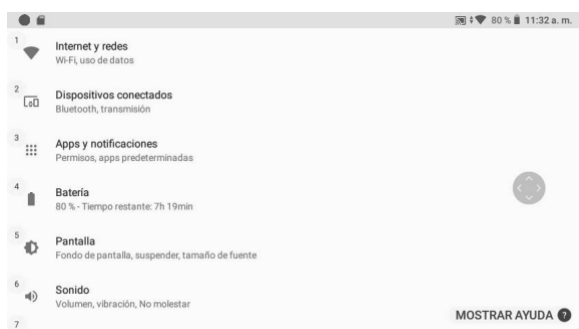 80 % 11:32 a. m.
1
Internet y redes
Wi-Fi, uso de datos
2
Dispositivos conectados
Bluetooth, transmisión
3
Apps y notificaciones
Permisos, apps predeterminadas
4
Batería
80 % - Tiempo restante: 7h 19min
5
Pantalla
Fondo de pantalla, suspender, tamaño de fuente
6
Sonido
Volumen, vibración, No molestar
7
MOSTRAR AYUDA ?